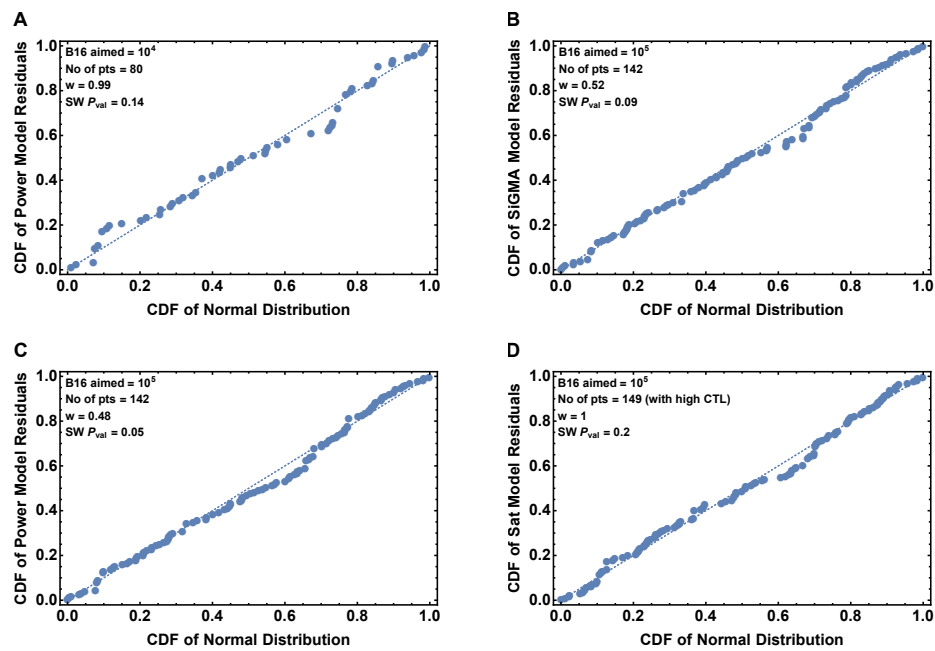 A
B16 aimed = 10⁴
No of pts = 80
w = 0.99
SW Pval = 0.14
CDF of Power Model Residuals
1.0
0.8
0.6
0.4
0.2
0.0
0.0 0.2 0.4 0.6 0.8 1.0
CDF of Normal Distribution
B
B16 aimed = 10⁵
No of pts = 142
w = 0.52
SW Pval = 0.09
CDF of SiGMA Model Residuals
1.0
0.8
0.6
0.4
0.2
0.0
0.0 0.2 0.4 0.6 0.8 1.0
CDF of Normal Distribution
C
B16 aimed = 10⁵
No of pts = 142
w = 0.48
SW Pval = 0.05
CDF of Power Model Residuals
1.0
0.8
0.6
0.4
0.2
0.0
0.0 0.2 0.4 0.6 0.8 1.0
CDF of Normal Distribution
D
B16 aimed = 10⁵
No of pts = 149 (with high CTL)
w = 1
SW Pval = 0.2
CDF of Sat Model Residuals
1.0
0.8
0.6
0.4
0.2
0.0
0.0 0.2 0.4 0.6 0.8 1.0
CDF of Normal Distribution